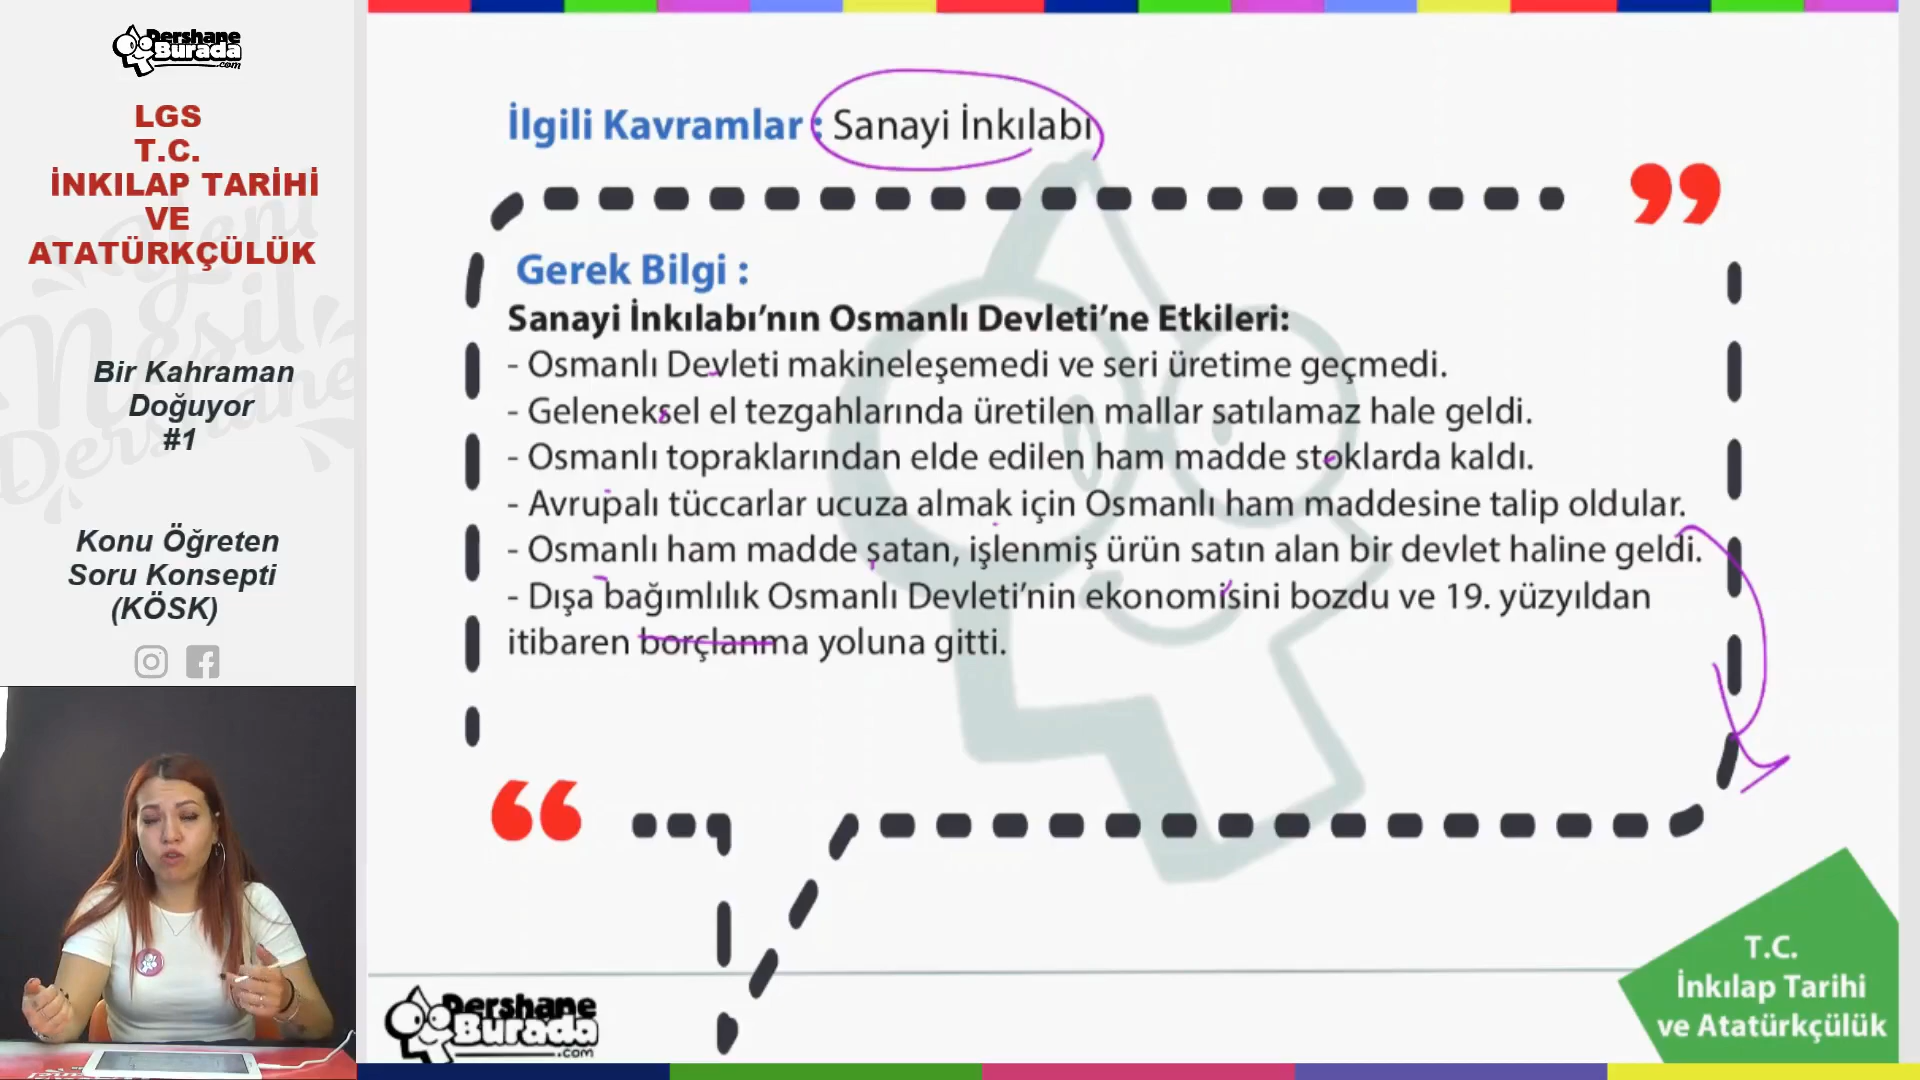 Dershane
Burada
.com
LGS
T.C.
İNKILAP TARİHİ
VE
ATATÜRKÇÜLÜK
Yeni
Nesil
Dershane
Bir Kahraman
Doğuyor
#1
Konu Öğreten
Soru Konsepti
(KÖSK)
İlgili Kavramlar : Sanayi İnkılabı
Gerek Bilgi :
Sanayi İnkılabı’nın Osmanlı Devleti’ne Etkileri:
- Osmanlı Devleti makineleşemedi ve seri üretime geçmedi.
- Geleneksel el tezgahlarında üretilen mallar satılamaz hale geldi.
- Osmanlı topraklarından elde edilen ham madde stoklarda kaldı.
- Avrupalı tüccarlar ucuza almak için Osmanlı ham maddesine talip oldular.
- Osmanlı ham madde satan, işlenmiş ürün satın alan bir devlet haline geldi.
- Dışa bağımlılık Osmanlı Devleti’nin ekonomisini bozdu ve 19. yüzyıldan
itibaren borçlanma yoluna gitti.
Dershane
Burada
.com
T.C.
İnkılap Tarihi
ve Atatürkçülük